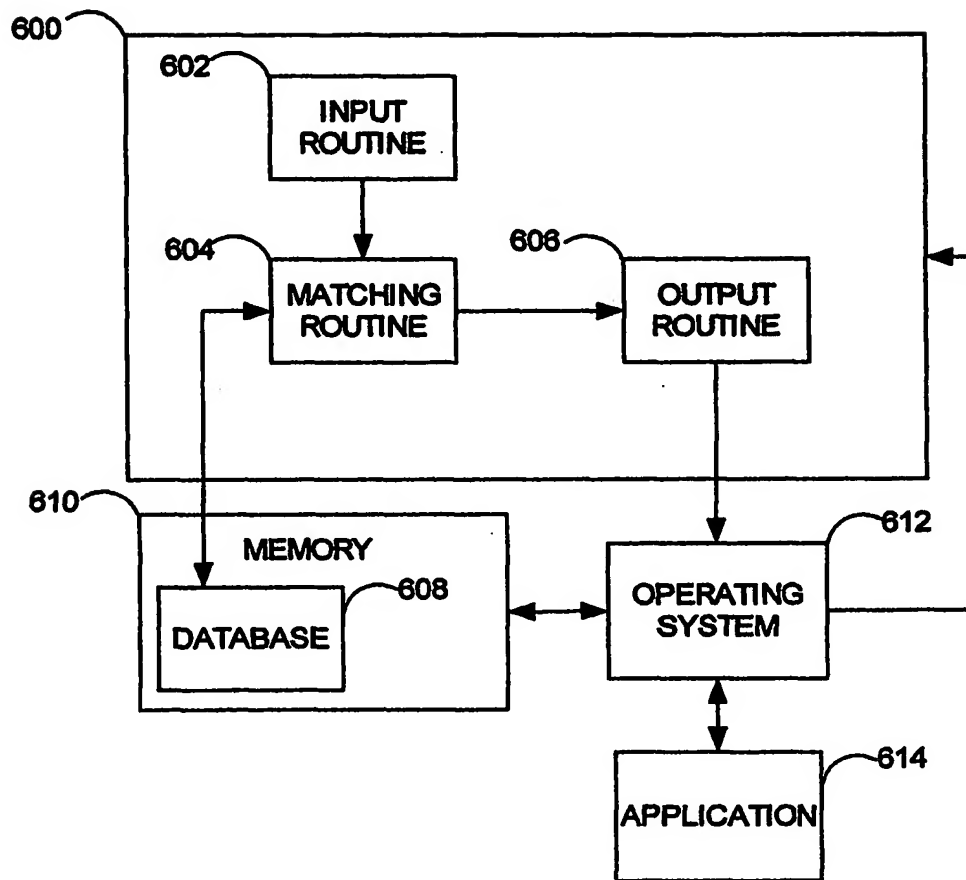 600
602
INPUT
ROUTINE
604
606
MATCHING
ROUTINE
OUTPUT
ROUTINE
610
612
MEMORY
608
OPERATING
SYSTEM
DATABASE
614
APPLICATION